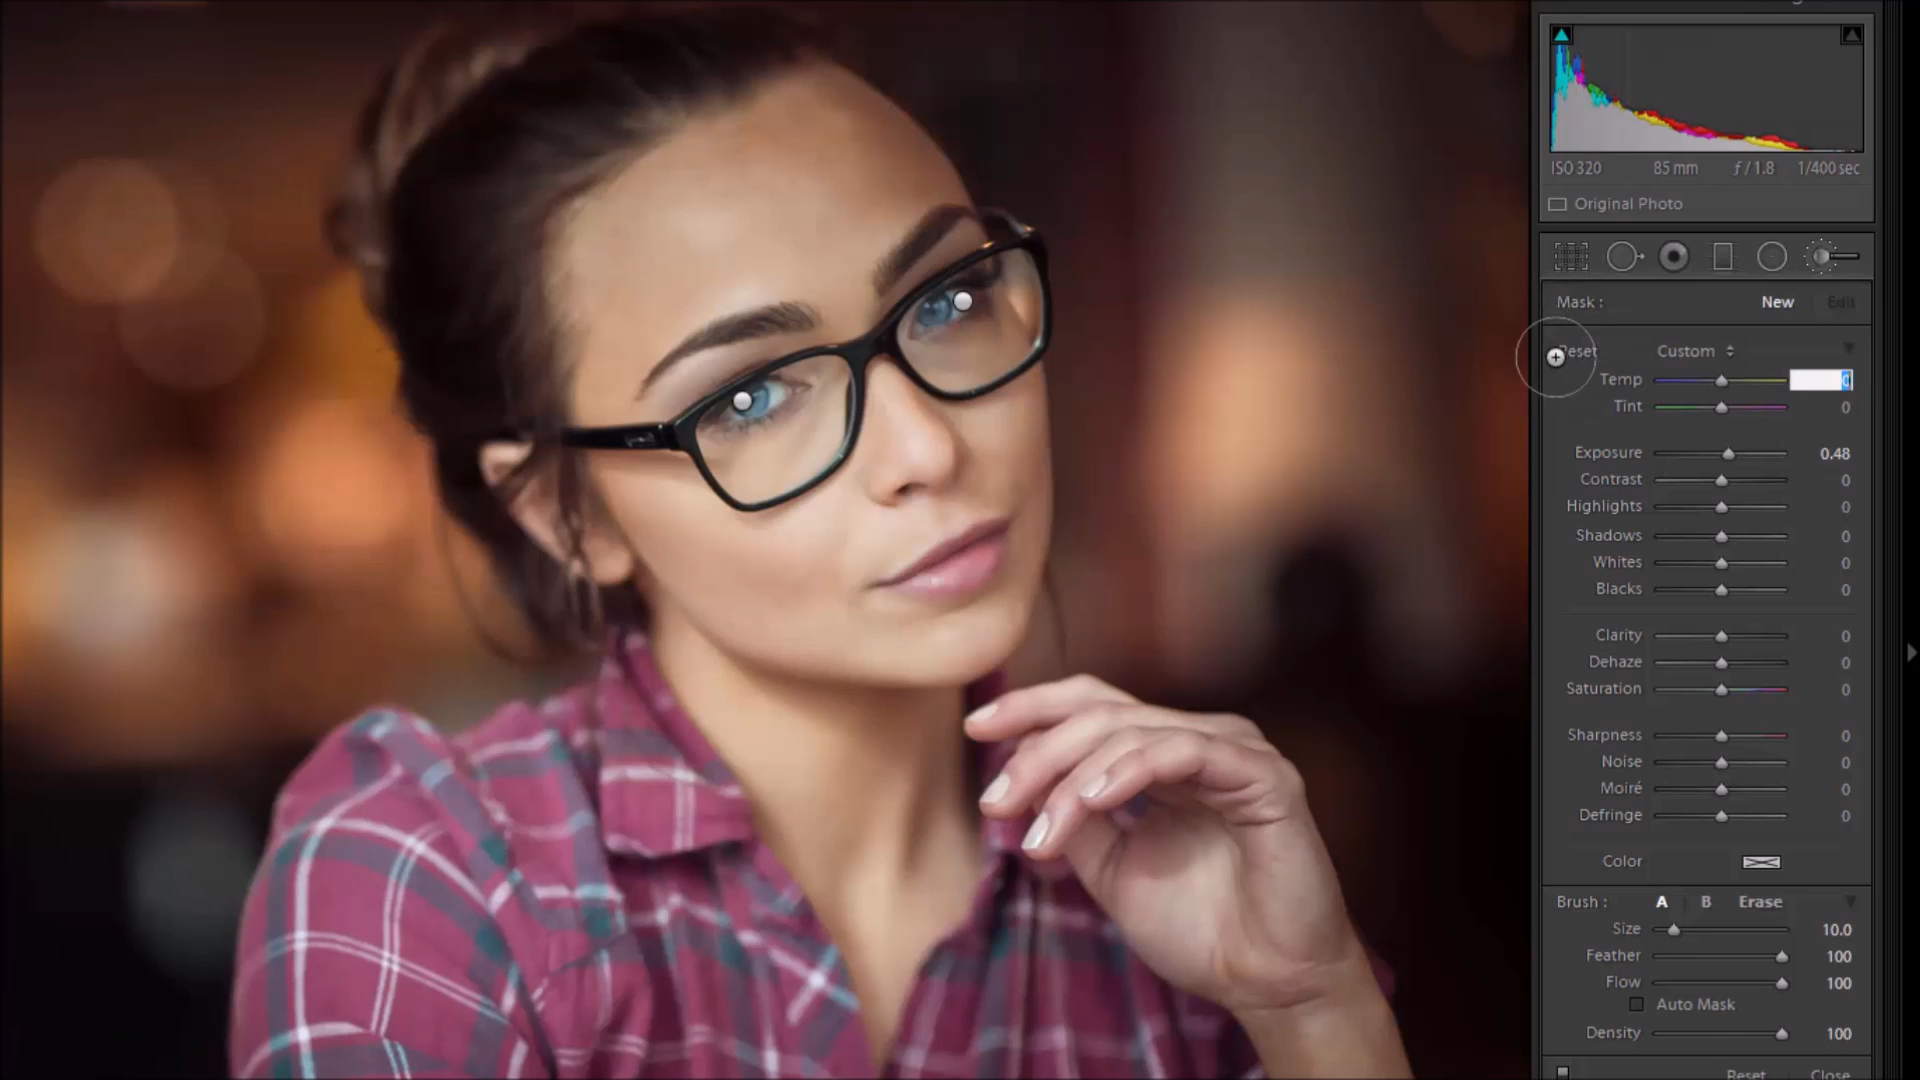 ISO 320 85 mm ƒ / 1.8 1/400 sec
Original Photo
Mask : New Edit
Reset Custom
Temp 0
Tint 0
Exposure 0.48
Contrast 0
Highlights 0
Shadows 0
Whites 0
Blacks 0
Clarity 0
Dehaze 0
Saturation 0
Sharpness 0
Noise 0
Moiré 0
Defringe 0
Color
Brush : A B Erase
Size 10.0
Feather 100
Flow 100
Auto Mask
Density 100
Reset Close